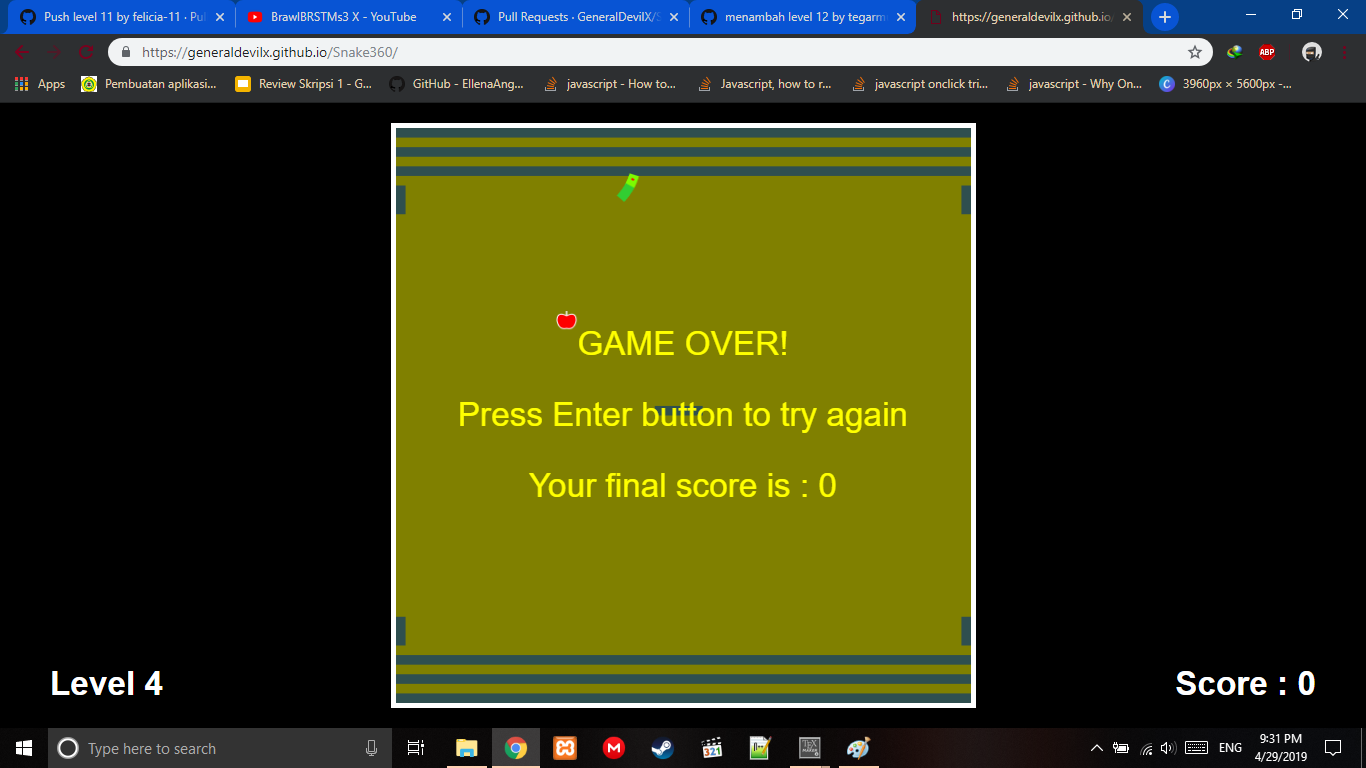 Push level 11 by felicia-11 · Pul
BrawlBRSTMs3 X - YouTube
Pull Requests · GeneralDevilX/S
menambah level 12 by tegarm
https://generaldevilx.github.io/
https://generaldevilx.github.io/Snake360/
ABP
Apps
Pembuatan aplikasi...
Review Skripsi 1 - G...
GitHub - EllenaAng...
javascript - How to...
Javascript, how to r...
javascript onclick tri...
javascript - Why On...
3960px × 5600px -...
GAME OVER!
Press Enter button to try again
Your final score is : 0
Level 4
Score : 0
Type here to search
321
ENG
9:31 PM
4/29/2019